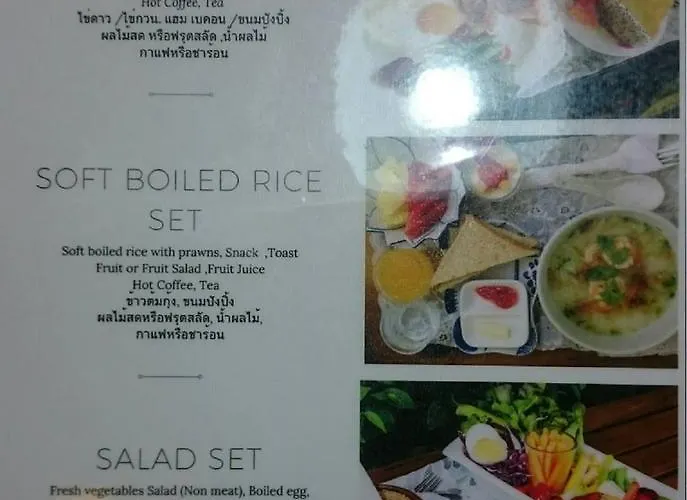 Hot Coffee, Tea
ไข่ดาว /ไข่กวน. แฮม เบคอน /ขนมปังปิ้ง
ผลไม้สด หรือฟรุตสลัด ,น้ำผลไม้
กาแฟหรือชาร้อน
SOFT BOILED RICE
SET
Soft boiled rice with prawns, Snack ,Toast
Fruit or Fruit Salad ,Fruit Juice
Hot Coffee, Tea
ข้าวต้มกุ้ง, ขนมปังปิ้ง
ผลไม้สดหรือฟรุตสลัด, น้ำผลไม้,
กาแฟหรือชาร้อน
SALAD SET
Fresh vegetables Salad (Non meat), Boiled egg,